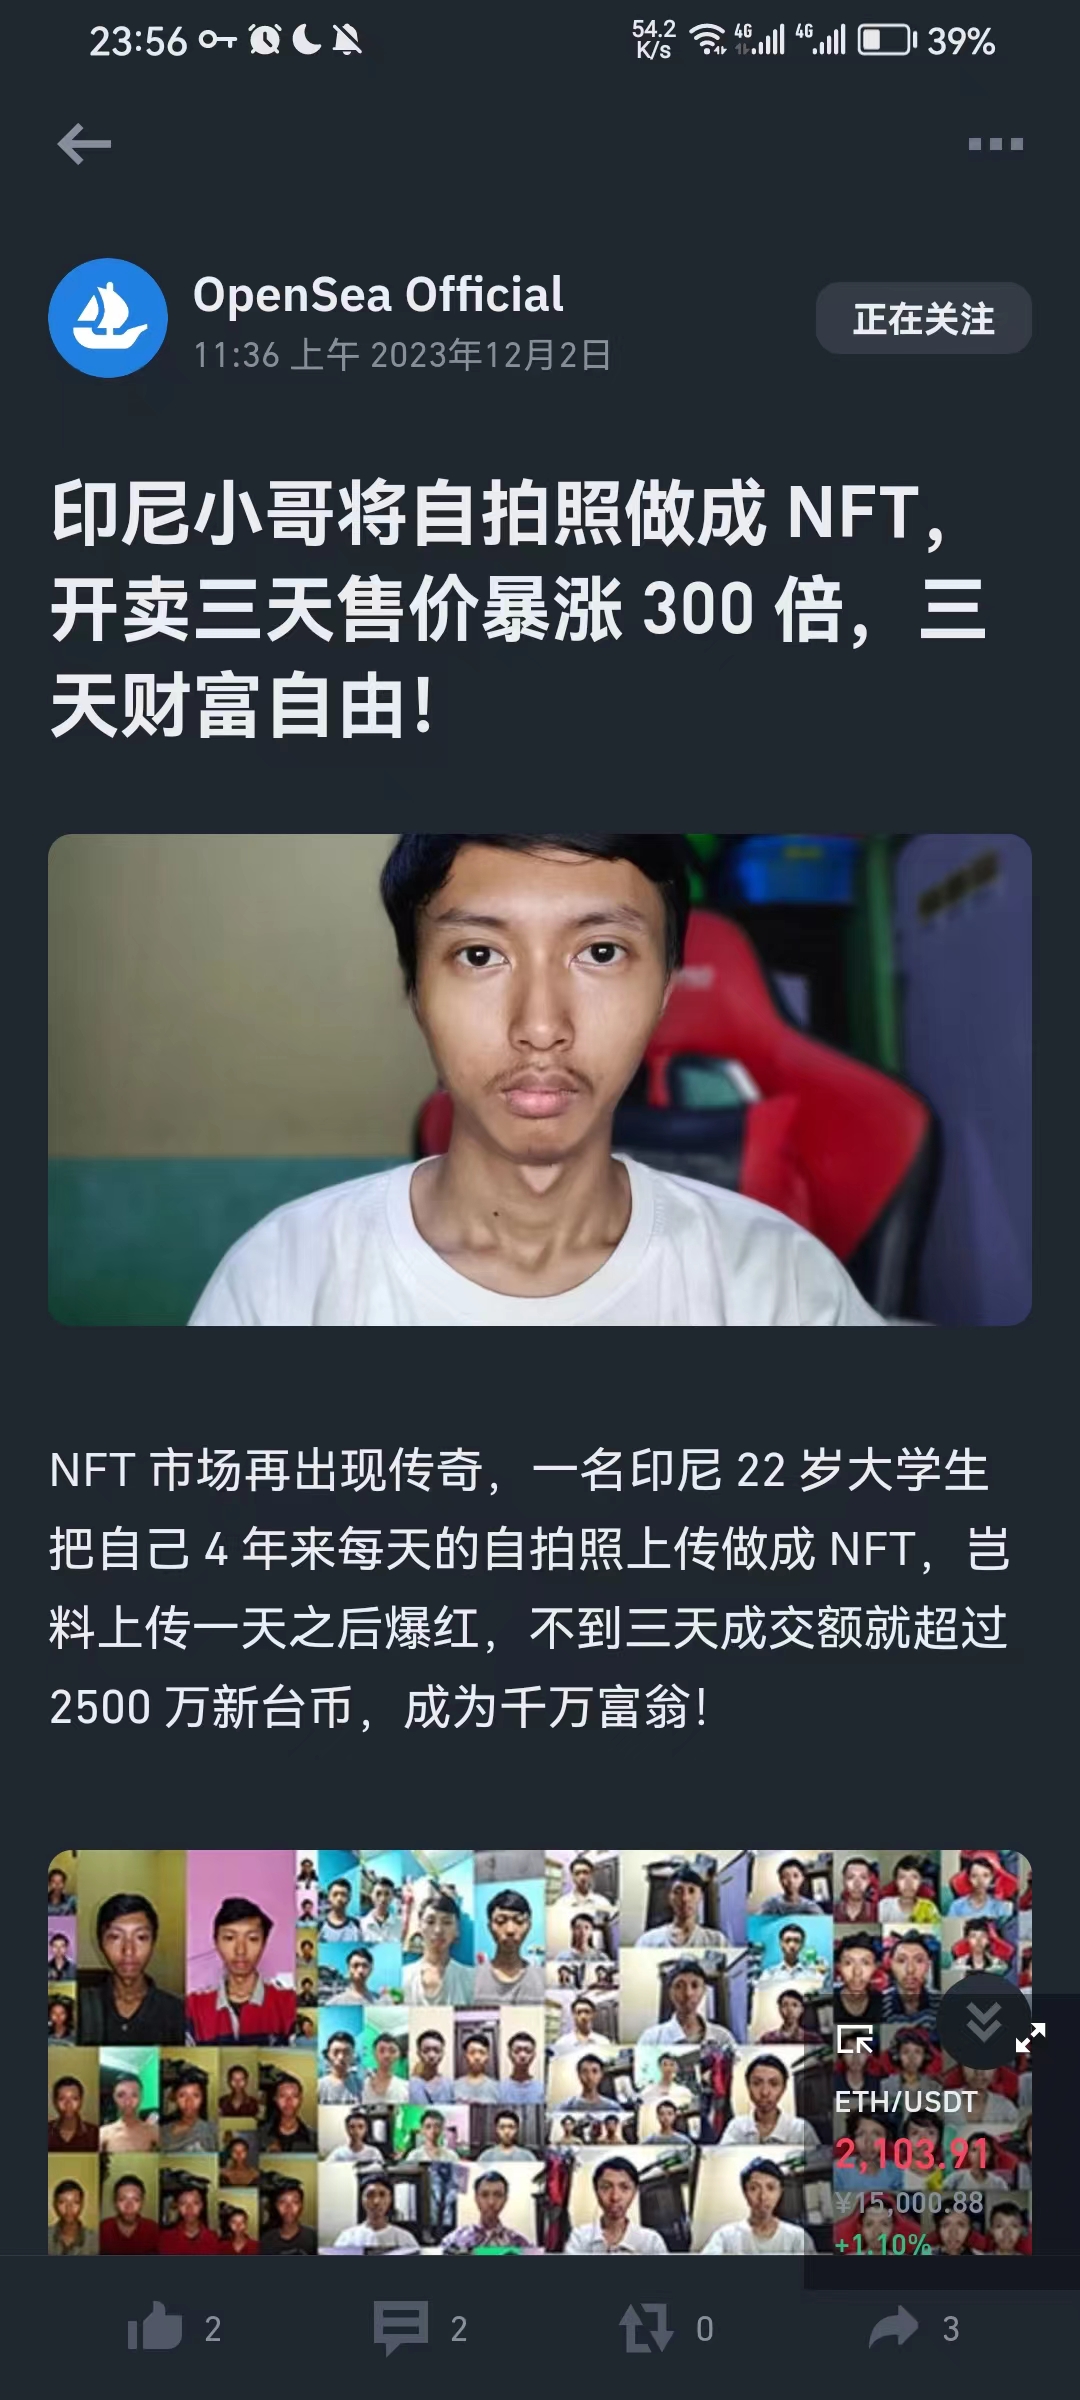 23:56
54.2
K/s
4G
4G
39%
OpenSea Official
11:36 上午 2023年12月2日
正在关注
印尼小哥将自拍照做成 NFT，
开卖三天售价暴涨 300 倍，三
天财富自由！
NFT 市场再出现传奇，一名印尼 22 岁大学生
把自己 4 年来每天的自拍照上传做成 NFT，岂
料上传一天之后爆红，不到三天成交额就超过
2500 万新台币，成为千万富翁！
ETH/USDT
2,103.91
¥15,000.88
+1.10%
2
2
0
3